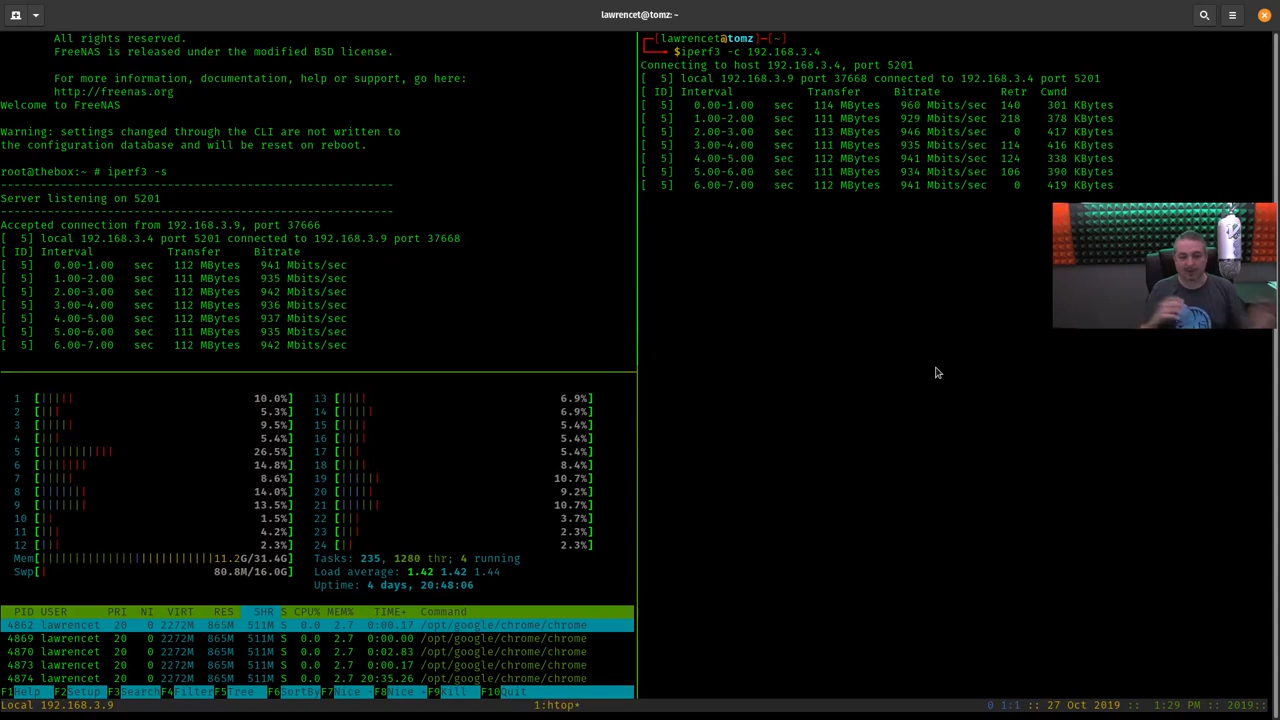 lawrencet@tomz: ~
All rights reserved.
FreeNAS is released under the modified BSD license.
For more information, documentation, help or support, go here:
http://freenas.org
Welcome to FreeNAS
Warning: settings changed through the CLI are not written to
the configuration database and will be reset on reboot.
root@thebox:~ # iperf3 -s
-----------------------------------------------------------
Server listening on 5201
-----------------------------------------------------------
Accepted connection from 192.168.3.9, port 37666
[  5] local 192.168.3.4 port 5201 connected to 192.168.3.9 port 37668
[ ID] Interval           Transfer     Bitrate
[  5]   0.00-1.00   sec   112 MBytes   941 Mbits/sec
[  5]   1.00-2.00   sec   111 MBytes   935 Mbits/sec
[  5]   2.00-3.00   sec   112 MBytes   942 Mbits/sec
[  5]   3.00-4.00   sec   112 MBytes   936 Mbits/sec
[  5]   4.00-5.00   sec   112 MBytes   937 Mbits/sec
[  5]   5.00-6.00   sec   111 MBytes   935 Mbits/sec
[  5]   6.00-7.00   sec   112 MBytes   942 Mbits/sec
[lawrencet@tomz]─[~]
$iperf3 -c 192.168.3.4
Connecting to host 192.168.3.4, port 5201
[  5] local 192.168.3.9 port 37668 connected to 192.168.3.4 port 5201
[ ID] Interval           Transfer     Bitrate         Retr  Cwnd
[  5]   0.00-1.00   sec   114 MBytes   960 Mbits/sec  140    301 KBytes
[  5]   1.00-2.00   sec   111 MBytes   929 Mbits/sec  218    378 KBytes
[  5]   2.00-3.00   sec   113 MBytes   946 Mbits/sec    0    417 KBytes
[  5]   3.00-4.00   sec   111 MBytes   935 Mbits/sec  114    416 KBytes
[  5]   4.00-5.00   sec   112 MBytes   941 Mbits/sec  124    338 KBytes
[  5]   5.00-6.00   sec   111 MBytes   934 Mbits/sec  106    390 KBytes
[  5]   6.00-7.00   sec   112 MBytes   941 Mbits/sec    0    419 KBytes
1 [ 10.0%] 13 [ 6.9%]
2 [ 5.3%] 14 [ 6.9%]
3 [ 9.5%] 15 [ 5.4%]
4 [ 5.4%] 16 [ 5.4%]
5 [ 26.5%] 17 [ 5.4%]
6 [ 14.8%] 18 [ 8.4%]
7 [ 8.6%] 19 [ 10.7%]
8 [ 14.0%] 20 [ 9.2%]
9 [ 13.5%] 21 [ 10.7%]
10 [ 1.5%] 22 [ 3.7%]
11 [ 4.2%] 23 [ 2.3%]
12 [ 2.3%] 24 [ 2.3%]
Mem[ 11.2G/31.4G] Tasks: 235, 1280 thr; 4 running
Swp[ 80.8M/16.0G] Load average: 1.42 1.42 1.44
Uptime: 4 days, 20:48:06
PID USER PRI NI VIRT RES SHR S CPU% MEM% TIME+ Command
4862 lawrencet 20 0 2272M 865M 511M S 0.0 2.7 0:00.17 /opt/google/chrome/chrome
4869 lawrencet 20 0 2272M 865M 511M S 0.0 2.7 0:00.00 /opt/google/chrome/chrome
4870 lawrencet 20 0 2272M 865M 511M S 0.0 2.7 0:02.83 /opt/google/chrome/chrome
4873 lawrencet 20 0 2272M 865M 511M S 0.0 2.7 0:00.17 /opt/google/chrome/chrome
4874 lawrencet 20 0 2272M 865M 511M S 0.0 2.7 20:35.26 /opt/google/chrome/chrome
F1Help F2Setup F3Search F4Filter F5Tree F6SortBy F7Nice - F8Nice + F9Kill F10Quit
Local 192.168.3.9 1:htop* 0 1:1 :: 27 Oct 2019 :: 1:29 PM :: 2019::